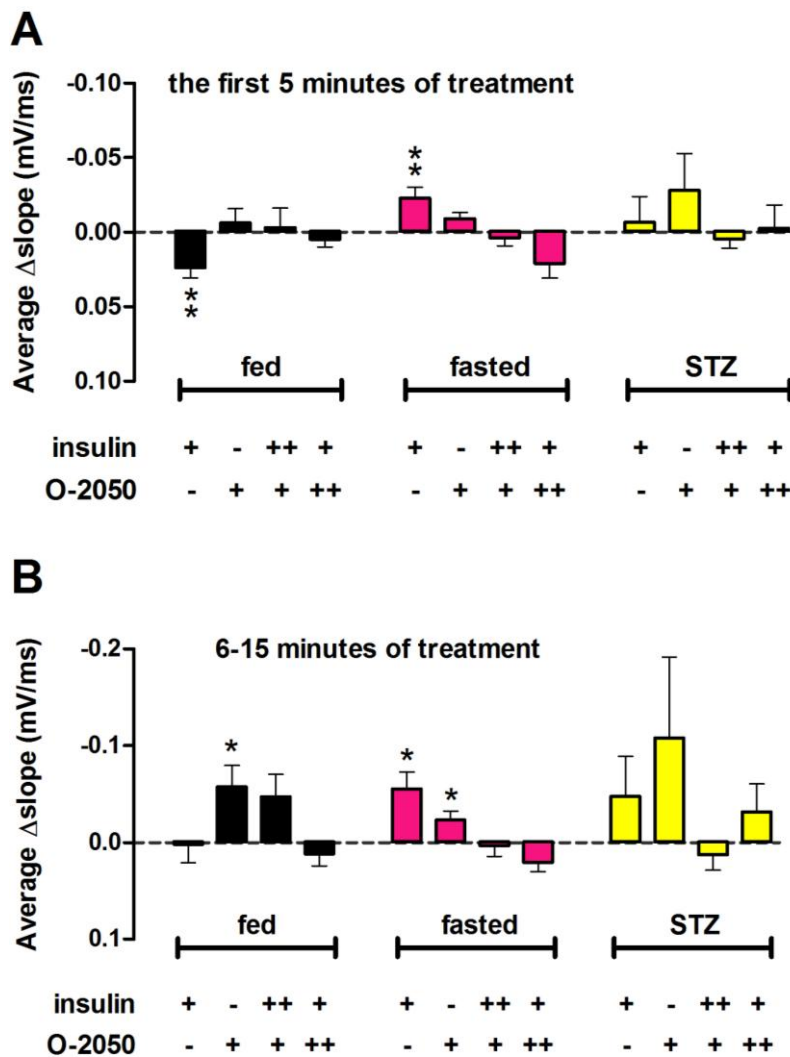 A
the first 5 minutes of treatment
Average Δslope (mV/ms)
-0.10
-0.05
0.00
0.05
0.10
**
**
fed fasted STZ
insulin + - ++ + + - ++ + + - ++ +
O-2050 - + + ++ - + + ++ - + + ++
B
6-15 minutes of treatment
Average Δslope (mV/ms)
-0.2
-0.1
0.0
0.1
* * *
fed fasted STZ
insulin + - ++ + + - ++ + + - ++ +
O-2050 - + + ++ - + + ++ - + + ++